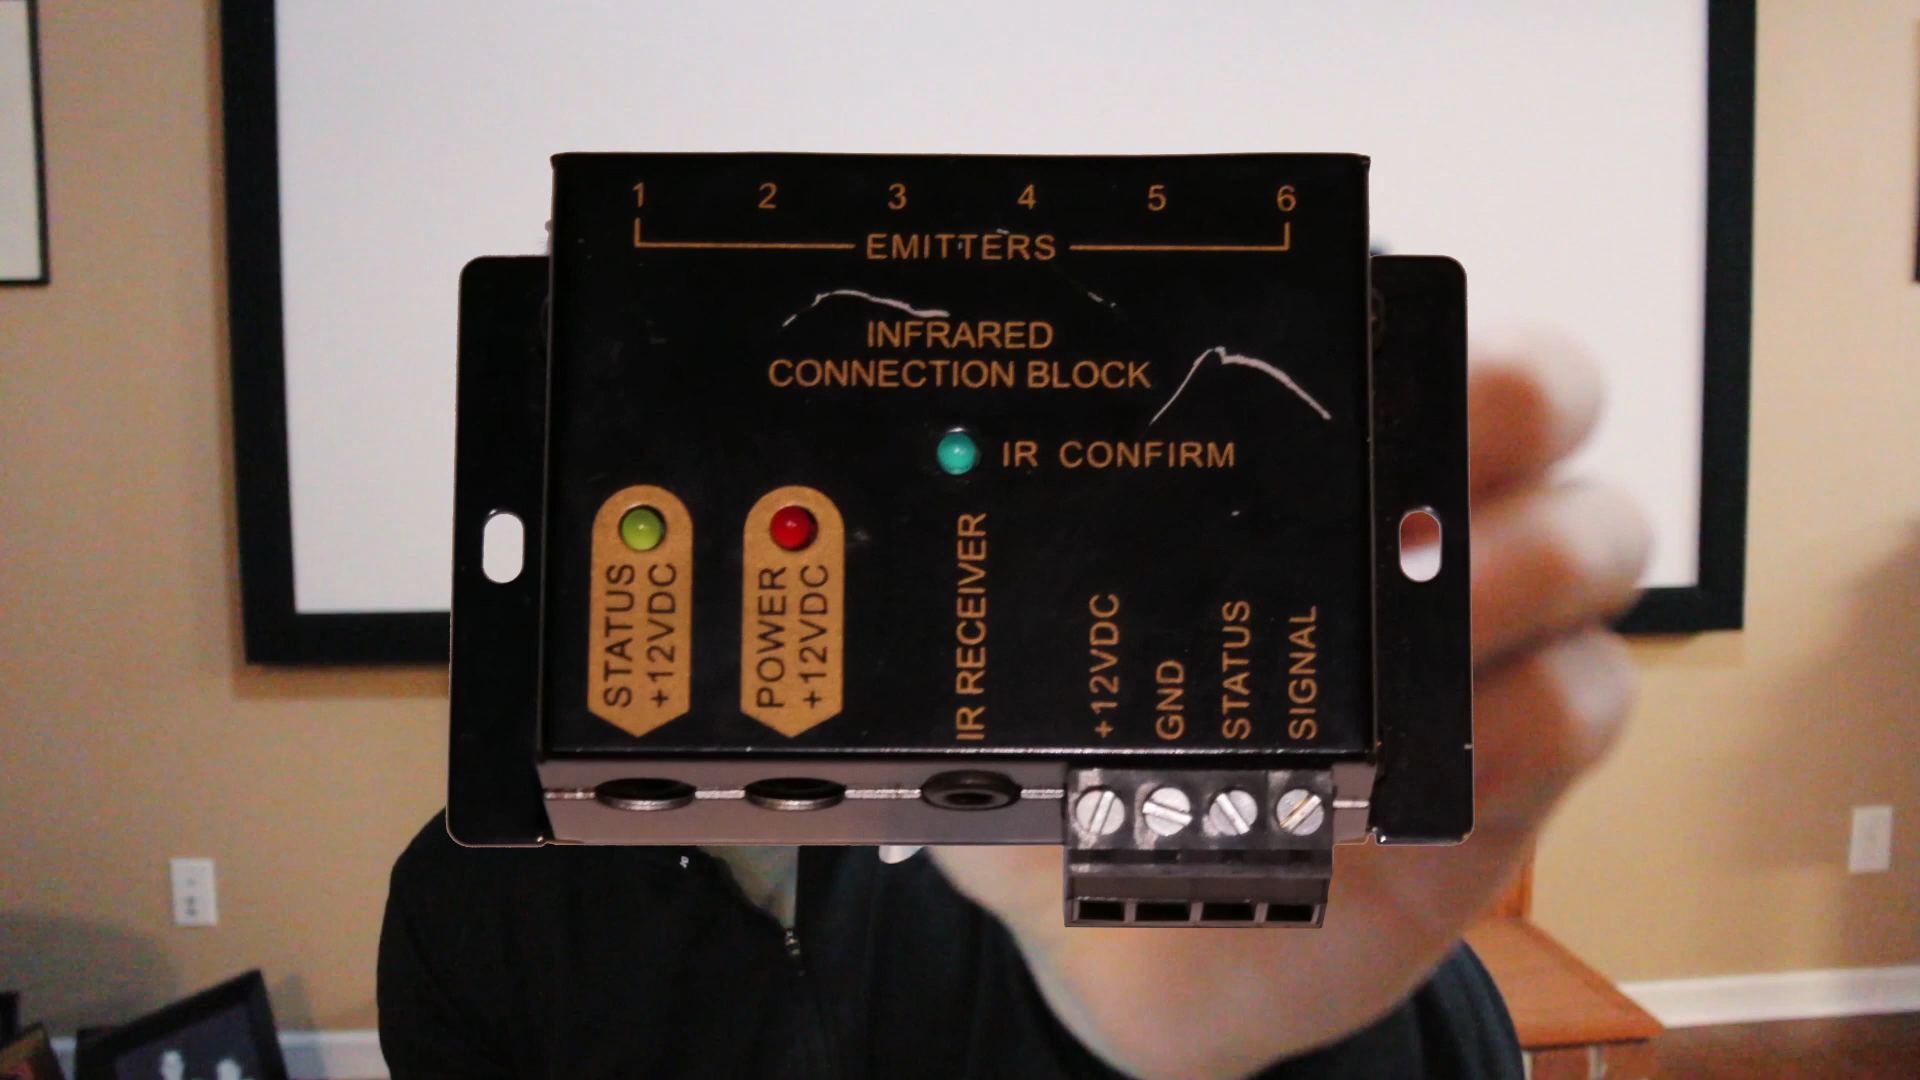 1 2 3 4 5 6
EMITTERS
INFRARED
CONNECTION BLOCK
IR CONFIRM
STATUS
+12VDC
POWER
+12VDC
IR RECEIVER
+12VDC
GND
STATUS
SIGNAL